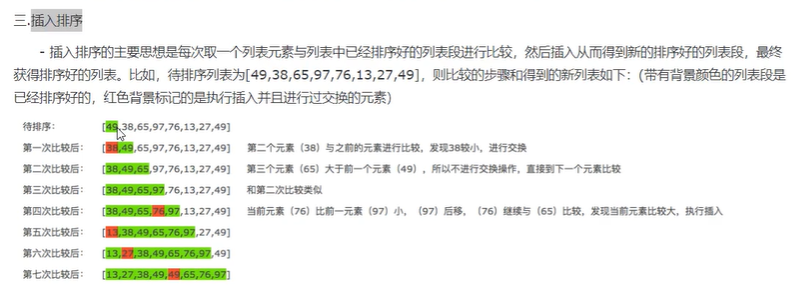 三.插入排序
- 插入排序的主要思想是每次取一个列表元素与列表中已经排序好的列表段进行比较，然后插入从而得到新的排序好的列表段，最终
获得排序好的列表。比如，待排序列表为[49,38,65,97,76,13,27,49]，则比较的步骤和得到的新列表如下：(带有背景颜色的列表段是
已经排序好的，红色背景标记的是执行插入并且进行过交换的元素)
待排序： [49,38,65,97,76,13,27,49]
第一次比较后： [38,49,65,97,76,13,27,49] 第二个元素（38）与之前的元素进行比较，发现38较小，进行交换
第二次比较后： [38,49,65,97,76,13,27,49] 第三个元素（65）大于前一个元素（49），所以不进行交换操作，直接到下一个元素比较
第三次比较后： [38,49,65,97,76,13,27,49] 和第二次比较类似
第四次比较后： [38,49,65,76,97,13,27,49] 当前元素（76）比前一元素（97）小，（97）后移，（76）继续与（65）比较，发现当前元素比较大，执行插入
第五次比较后： [13,38,49,65,76,97,27,49]
第六次比较后： [13,27,38,49,65,76,97,49]
第七次比较后： [13,27,38,49,49,65,76,97]